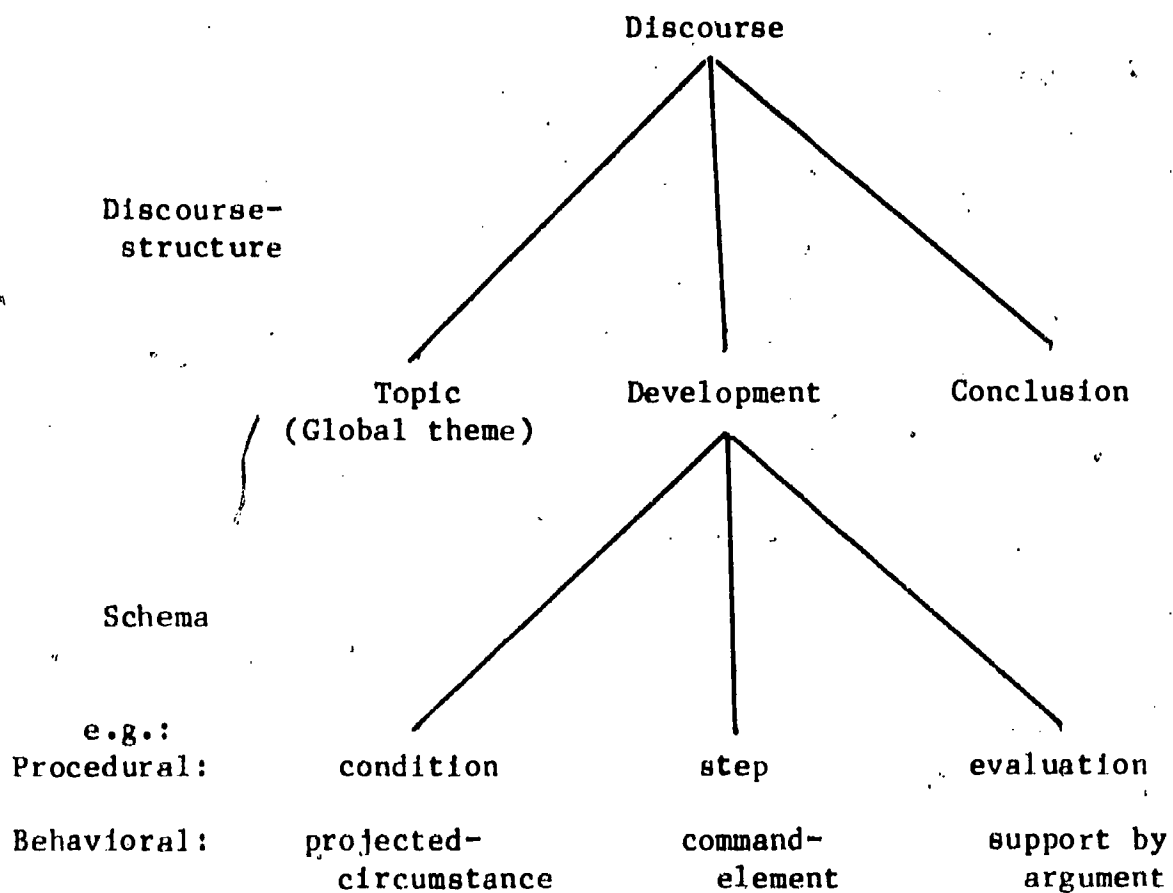 Discourse
Discourse-
structure
Topic
(Global theme)
Development
Conclusion
Schema
e.g.:
Procedural: condition step evaluation
Behavioral: projected- command- support by
circumstance element argument